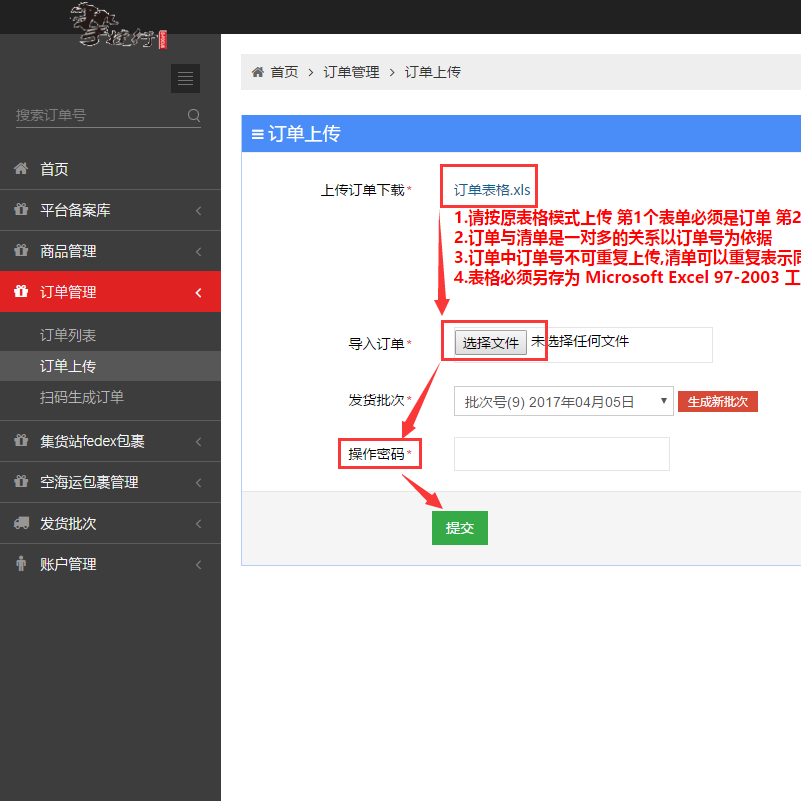 搜索订单号
首页
平台备案库
商品管理
订单管理
订单列表
订单上传
扫码生成订单
集货站fedex包裹
空海运包裹管理
发货批次
账户管理
首页 > 订单管理 > 订单上传
订单上传
上传订单下载* 订单表格.xls
1.请按原表格模式上传 第1个表单必须是订单 第2
2.订单与清单是一对多的关系以订单号为依据
3.订单中订单号不可重复上传,清单可以重复表示同
4.表格必须另存为 Microsoft Excel 97-2003 工
导入订单* 选择文件 未选择任何文件
发货批次* 批次号(9) 2017年04月05日 生成新批次
操作密码*
提交